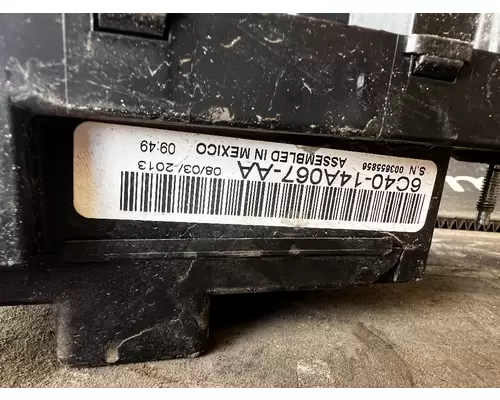 6C40-14A067-AA
S.N. 003655856
ASSEMBLED IN MEXICO
08/03/2013 09:49